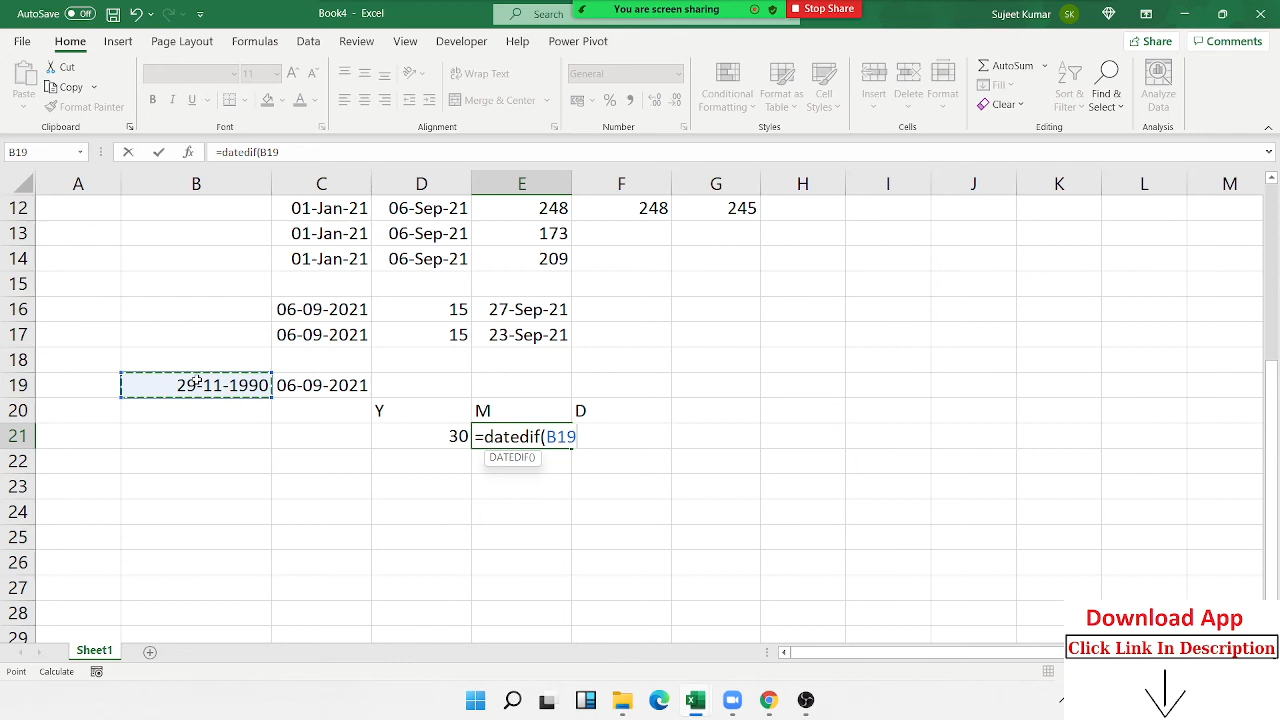 AutoSave Off Book4 - Excel Search You are screen sharing Stop Share Sujeet Kumar SK
File Home Insert Page Layout Formulas Data Review View Developer Help Power Pivot Share Comments
Cut 11 Wrap Text General AutoSum
Copy Fill
Paste Format Painter B I U Merge & Center Conditional Formatting Format as Table Cell Styles Insert Delete Format Clear Sort & Filter Find & Select Analyze Data
Clipboard Font Alignment Number Styles Cells Editing Analysis
B19 fx =datedif(B19
A B C D E F G H I J K L M
12 01-Jan-21 06-Sep-21 248 248 245
13 01-Jan-21 06-Sep-21 173
14 01-Jan-21 06-Sep-21 209
15
16 06-09-2021 15 27-Sep-21
17 06-09-2021 15 23-Sep-21
18
19 29-11-1990 06-09-2021
20 Y M D
21 30 =datedif(B19
22 DATEDIF()
23
24
25
26
27
28
29
Download App
Click Link In Description
Sheet1
Point Calculate